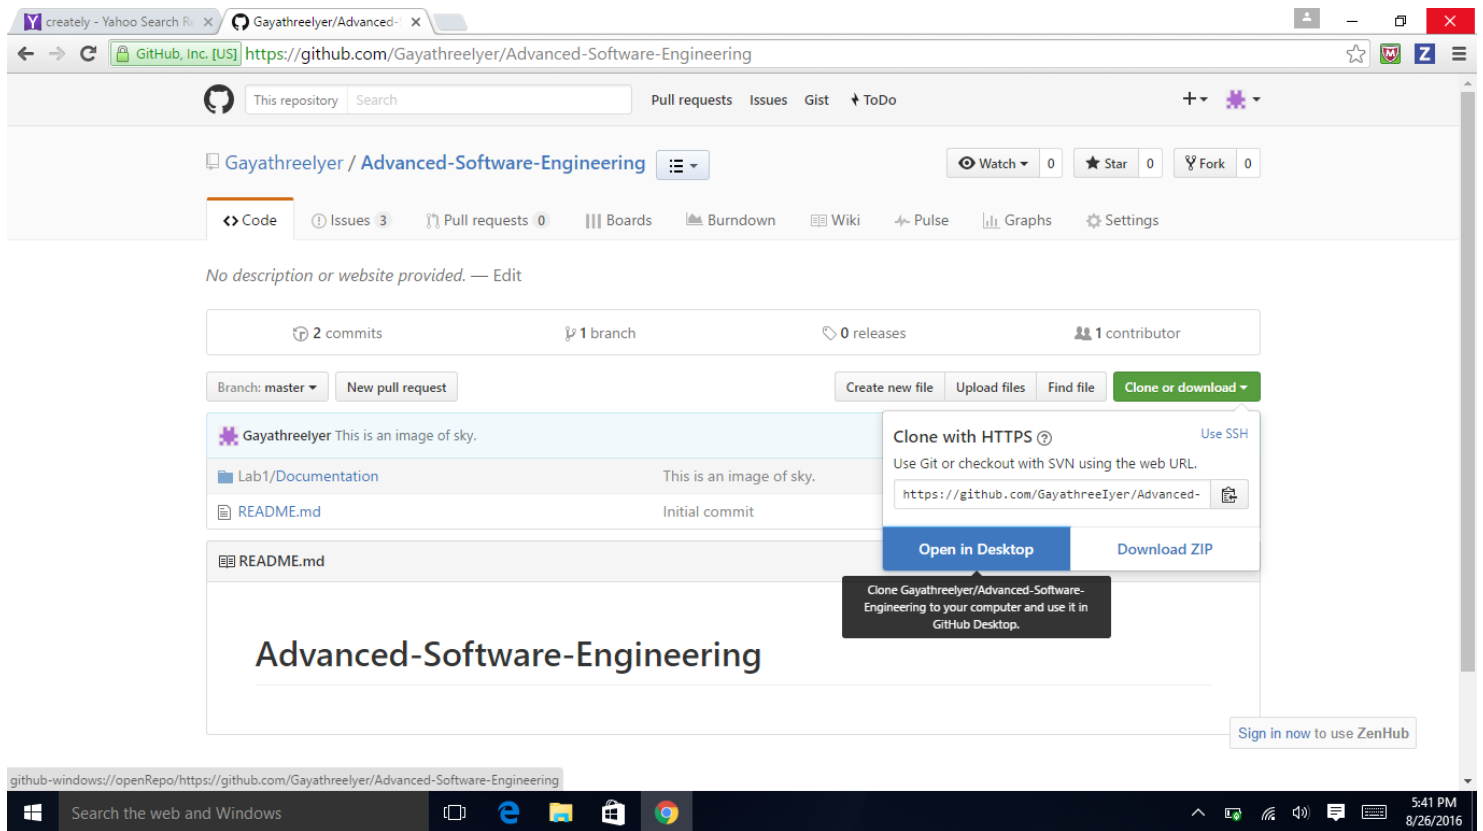 creately - Yahoo Search Re
GayathreeIyer/Advanced-S
GitHub, Inc. [US] https://github.com/GayathreeIyer/Advanced-Software-Engineering
This repository Search Pull requests Issues Gist ToDo
GayathreeIyer / Advanced-Software-Engineering
Watch 0 Star 0 Fork 0
Code Issues 3 Pull requests 0 Boards Burndown Wiki Pulse Graphs Settings
No description or website provided. — Edit
2 commits 1 branch 0 releases 1 contributor
Branch: master New pull request Create new file Upload files Find file Clone or download
GayathreeIyer This is an image of sky.
Lab1/Documentation This is an image of sky.
README.md Initial commit
Clone with HTTPS Use SSH
Use Git or checkout with SVN using the web URL.
https://github.com/GayathreeIyer/Advanced-
Open in Desktop Download ZIP
Clone GayathreeIyer/Advanced-Software-
Engineering to your computer and use it in
GitHub Desktop.
README.md
Advanced-Software-Engineering
Sign in now to use ZenHub
github-windows://openRepo/https://github.com/GayathreeIyer/Advanced-Software-Engineering
Search the web and Windows
5:41 PM
8/26/2016